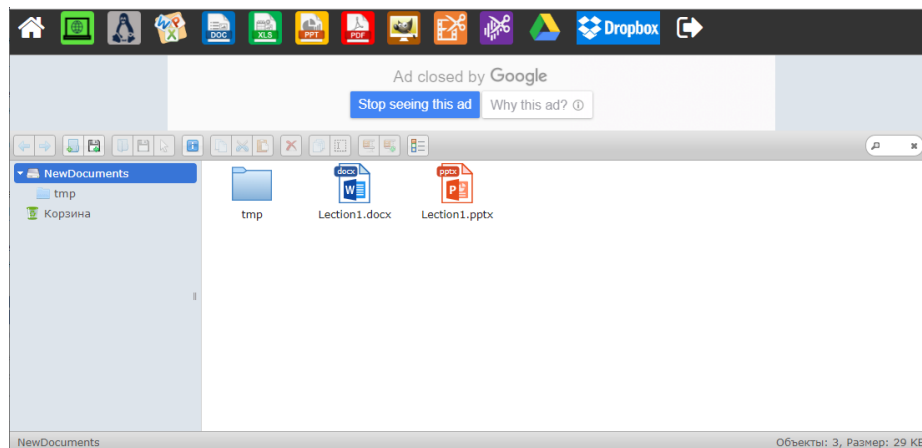 DOC XLS PPT PDF Dropbox
Ad closed by Google
Stop seeing this ad Why this ad?
NewDocuments
tmp
Корзина
tmp
docx
W
Lection1.docx
pptx
P
Lection1.pptx
NewDocuments
Объекты: 3, Размер: 29 КБ